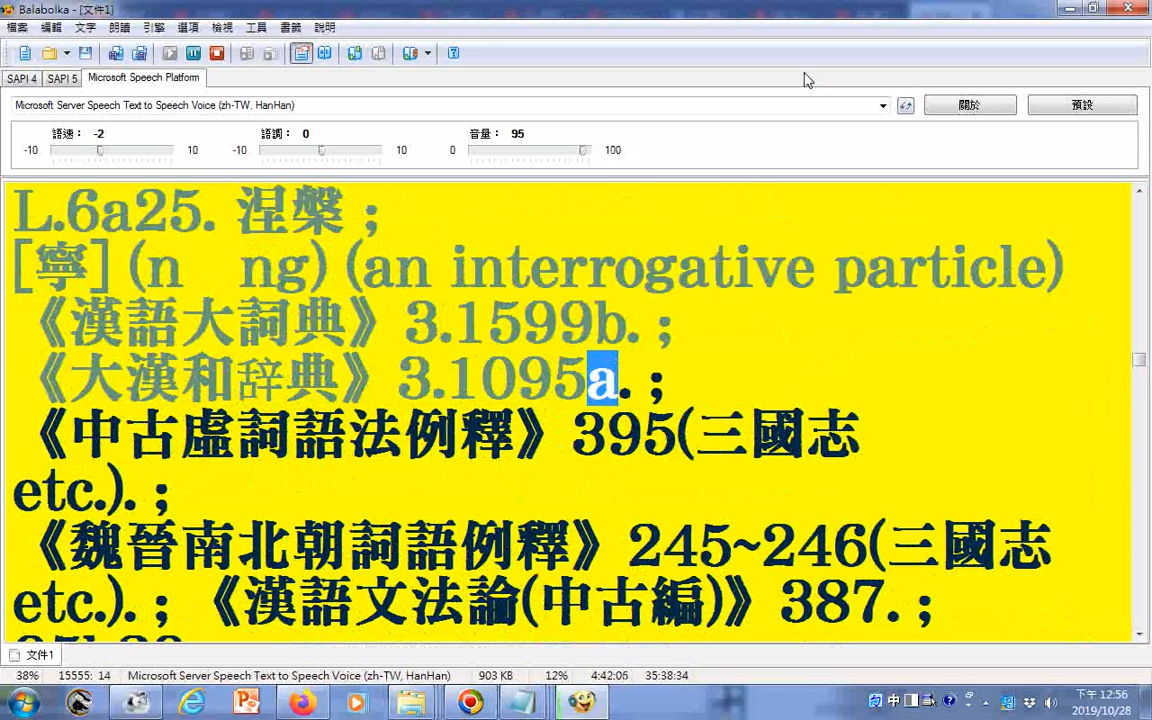 Balabolka - [文件1]
檔案 編輯 文字 朗讀 引擎 選項 檢視 工具 書籤 說明
SAPI 4 SAPI 5 Microsoft Speech Platform
Microsoft Server Speech Text to Speech Voice (zh-TW, HanHan) 關於 預設
語速： -2 語調： 0 音量： 95
-10 10 -10 10 0 100
L.6a25. 涅槃 ;
[寧] (n ng) (an interrogative particle)
《漢語大詞典》3.1599b. ;
《大漢和辞典》3.1095a. ;
《中古虛詞語法例釋》395(三國志
etc.). ;
《魏晉南北朝詞語例釋》245~246(三國志
etc.). ; 《漢語文法論(中古編)》387. ;
文件1
38% 15555: 14 Microsoft Server Speech Text to Speech Voice (zh-TW, HanHan) 903 KB 12% 4:42:06 35:38:34
中 下午 12:56
2019/10/28